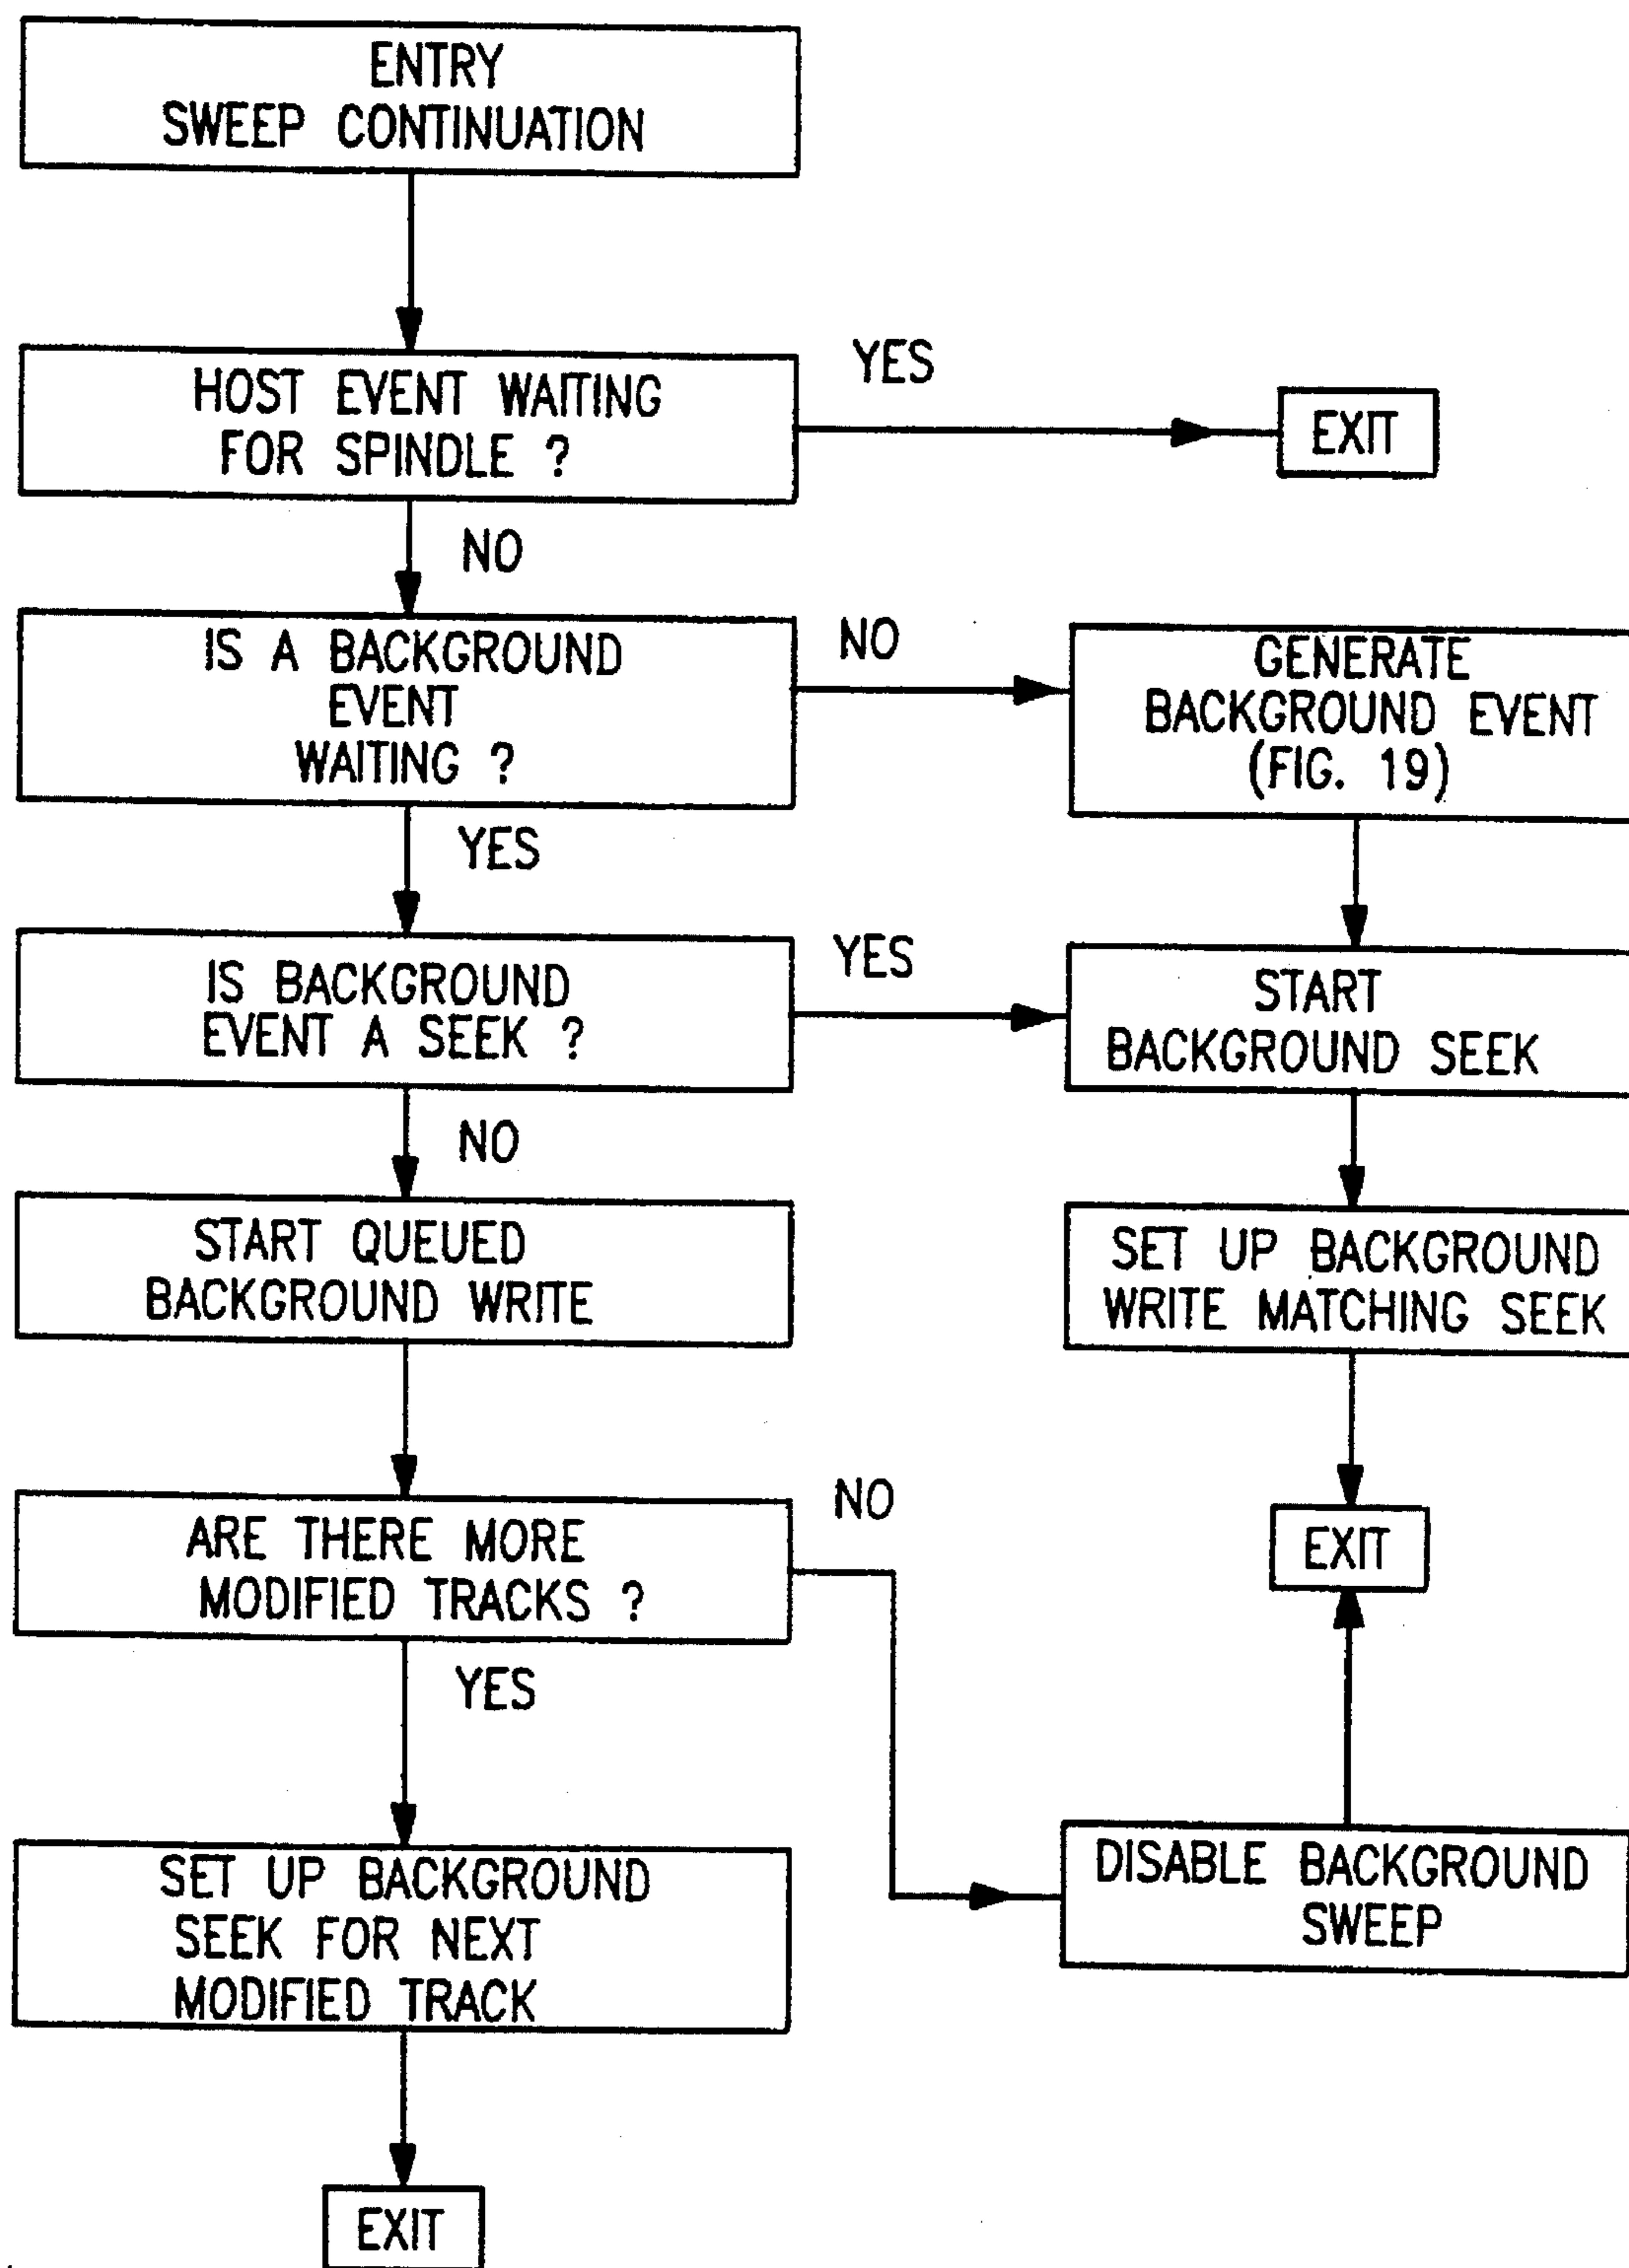 ENTRY
SWEEP CONTINUATION
HOST EVENT WAITING
FOR SPINDLE ?
YES
EXIT
NO
IS A BACKGROUND
EVENT
WAITING ?
NO
GENERATE
BACKGROUND EVENT
(FIG. 19)
YES
IS BACKGROUND
EVENT A SEEK ?
YES
START
BACKGROUND SEEK
NO
START QUEUED
BACKGROUND WRITE
SET UP BACKGROUND
WRITE MATCHING SEEK
ARE THERE MORE
MODIFIED TRACKS ?
NO
EXIT
YES
SET UP BACKGROUND
SEEK FOR NEXT
MODIFIED TRACK
DISABLE BACKGROUND
SWEEP
EXIT